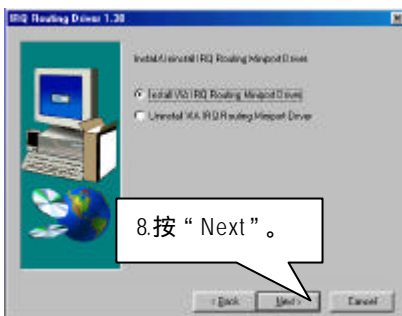 IRQ Routing Driver 1.30
Install/Uninstall IRQ Routing Miniport Driver
Install VIA IRQ Routing Miniport Driver
Uninstall VIA IRQ Routing Miniport Driver
8.按“Next”。
< Back
Next >
Cancel